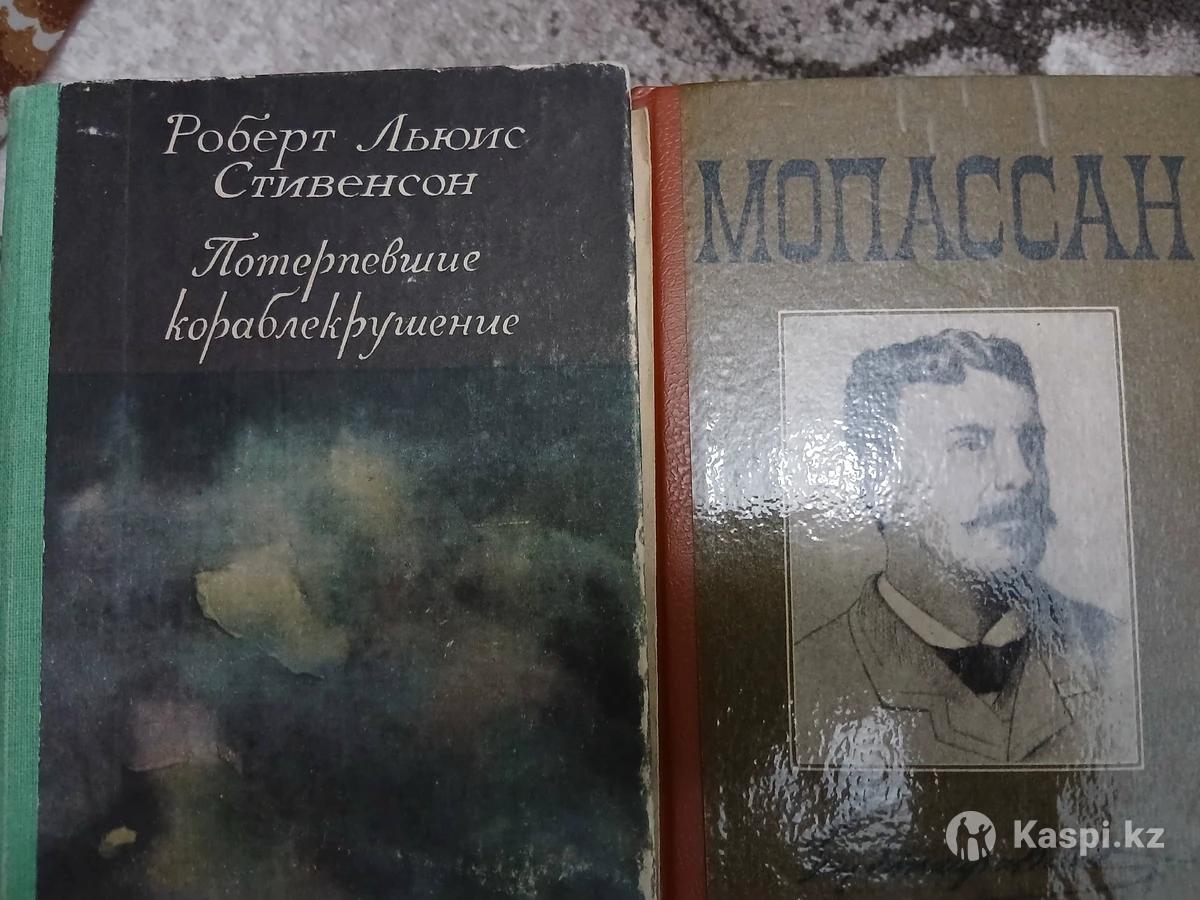 Роберт Льюис
Стивенсон
Потерпевшие
кораблекрушение
МОПАССАН
Kaspi.kz